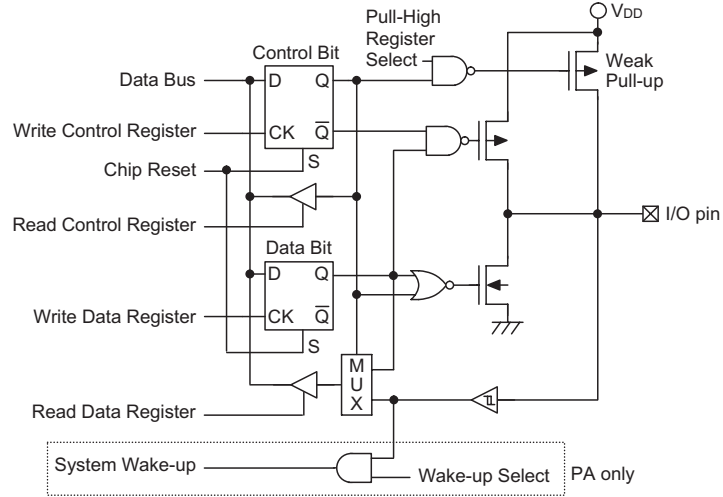 VDD
Pull-High
Register
Select
Control Bit
Weak
Pull-up
Data Bus
D
Q
Write Control Register
CK
Q
Chip Reset
S
I/O pin
Read Control Register
Data Bit
D
Q
Write Data Register
CK
Q
S
M
U
X
Read Data Register
System Wake-up
Wake-up Select
PA only